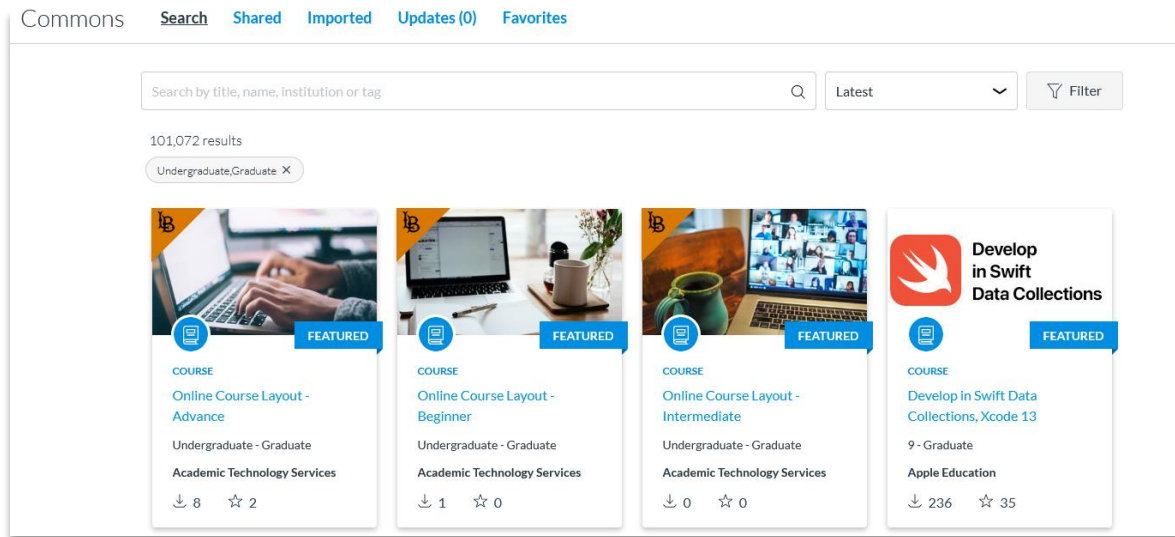 Commons Search Shared Imported Updates (0) Favorites
Search by title, name, institution or tag Latest Filter
101,072 results
Undergraduate,Graduate ×
LB
FEATURED
COURSE
Online Course Layout -
Advance
Undergraduate - Graduate
Academic Technology Services
8 2
LB
FEATURED
COURSE
Online Course Layout -
Beginner
Undergraduate - Graduate
Academic Technology Services
1 0
LB
FEATURED
COURSE
Online Course Layout -
Intermediate
Undergraduate - Graduate
Academic Technology Services
0 0
Develop
in Swift
Data Collections
FEATURED
COURSE
Develop in Swift Data
Collections, Xcode 13
9 - Graduate
Apple Education
236 35